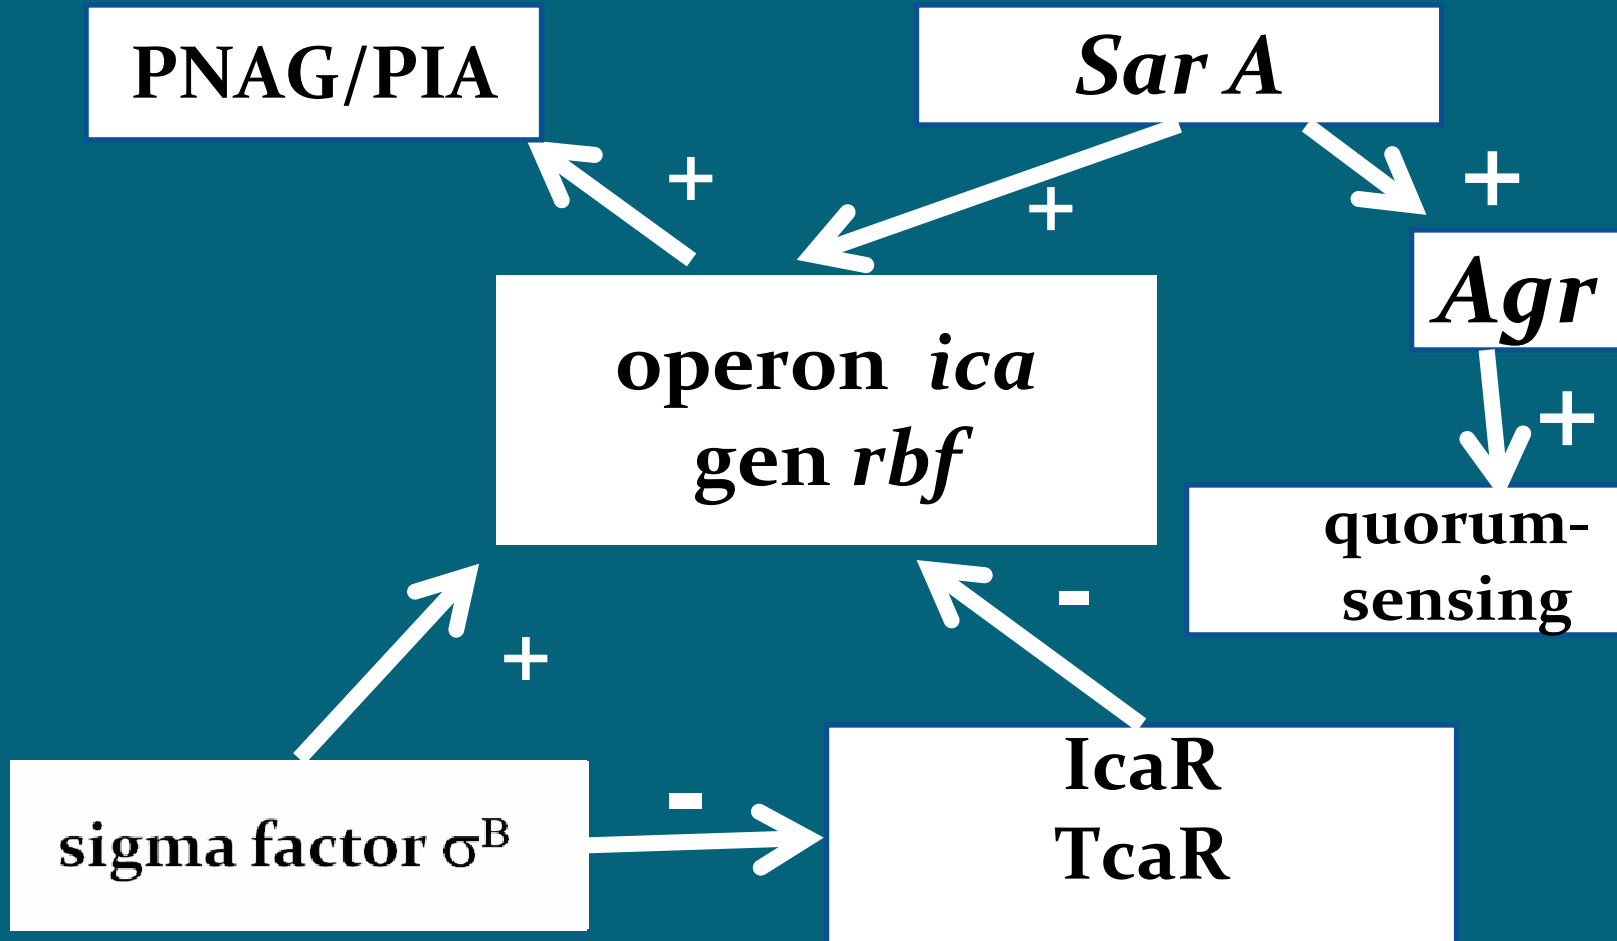 PNAG/PIA
Sar A
+
+
+
Agr
operon ica
gen rbf
+
quorum-
sensing
-
+
IcaR
TcaR
-
sigma factor σᴮ